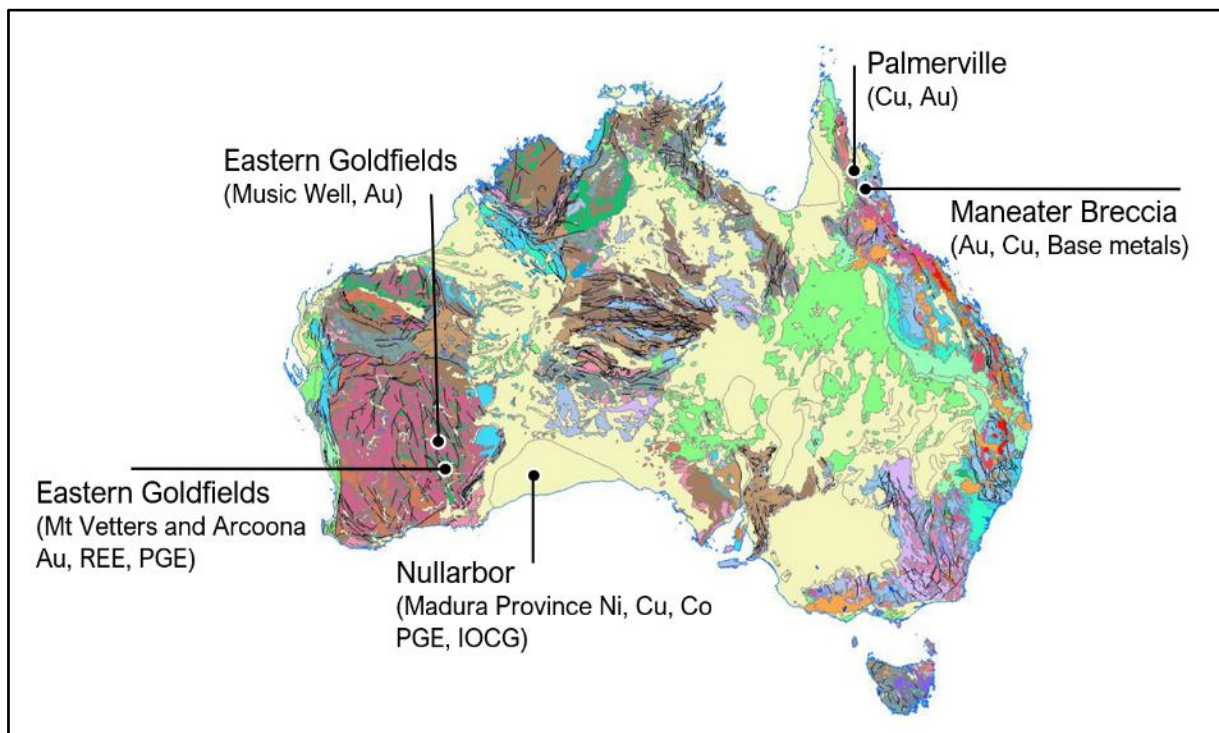 Palmerville
(Cu, Au)
Eastern Goldfields
(Music Well, Au)
Maneater Breccia
(Au, Cu, Base metals)
Eastern Goldfields
(Mt Vetters and Arcoona
Au, REE, PGE)
Nullarbor
(Madura Province Ni, Cu, Co
PGE, IOCG)